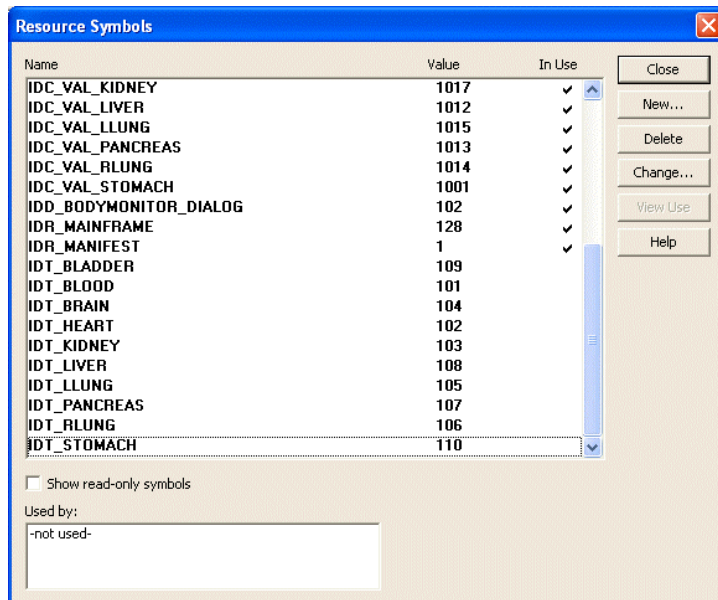 Resource Symbols
Name Value In Use
IDC_VAL_KIDNEY 1017
IDC_VAL_LIVER 1012
IDC_VAL_LLUNG 1015
IDC_VAL_PANCREAS 1013
IDC_VAL_RLUNG 1014
IDC_VAL_STOMACH 1001
IDD_BODYMONITOR_DIALOG 102
IDR_MAINFRAME 128
IDR_MANIFEST 1
IDT_BLADDER 109
IDT_BLOOD 101
IDT_BRAIN 104
IDT_HEART 102
IDT_KIDNEY 103
IDT_LIVER 108
IDT_LLUNG 105
IDT_PANCREAS 107
IDT_RLUNG 106
IDT_STOMACH 110
Close
New...
Delete
Change...
View Use
Help
Show read-only symbols
Used by:
-not used-